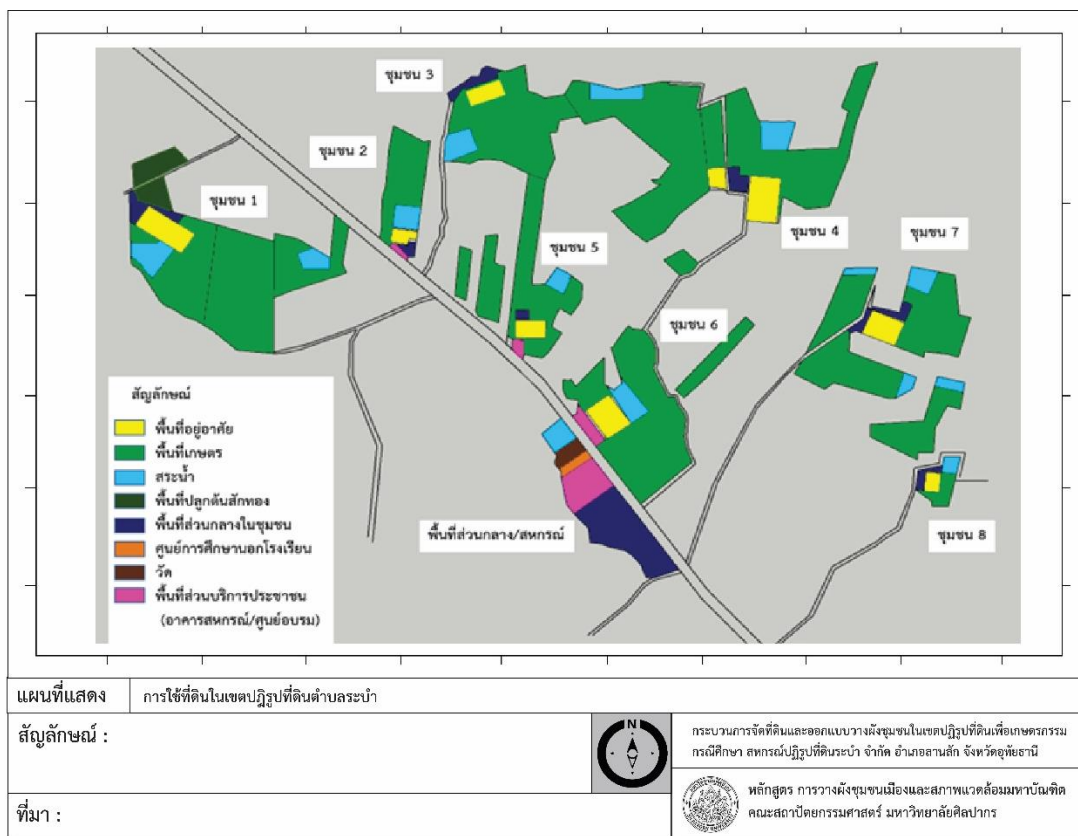 ชุมชน 3
ชุมชน 2
ชุมชน 1
ชุมชน 5
ชุมชน 4
ชุมชน 7
ชุมชน 6
ชุมชน 8
พื้นที่ส่วนกลาง/สหกรณ์
สัญลักษณ์
พื้นที่อยู่อาศัย
พื้นที่เกษตร
สระน้ำ
พื้นที่ปลูกต้นสักทอง
พื้นที่ส่วนกลางในชุมชน
ศูนย์การศึกษานอกโรงเรียน
วัด
พื้นที่ส่วนบริการประชาชน
(อาคารสหกรณ์/ศูนย์อบรม)
แผนที่แสดง การใช้ที่ดินในเขตปฏิรูปที่ดินตำบลระบำ
สัญลักษณ์ :
N
กระบวนการจัดที่ดินและออกแบบวางผังชุมชนในเขตปฏิรูปที่ดินเพื่อเกษตรกรรม
กรณีศึกษา สหกรณ์ปฏิรูปที่ดินระบำ จำกัด อำเภอลานสัก จังหวัดอุทัยธานี
ที่มา :
หลักสูตร การวางผังชุมชนเมืองและสภาพแวดล้อมมหาบัณฑิต
คณะสถาปัตยกรรมศาสตร์ มหาวิทยาลัยศิลปากร